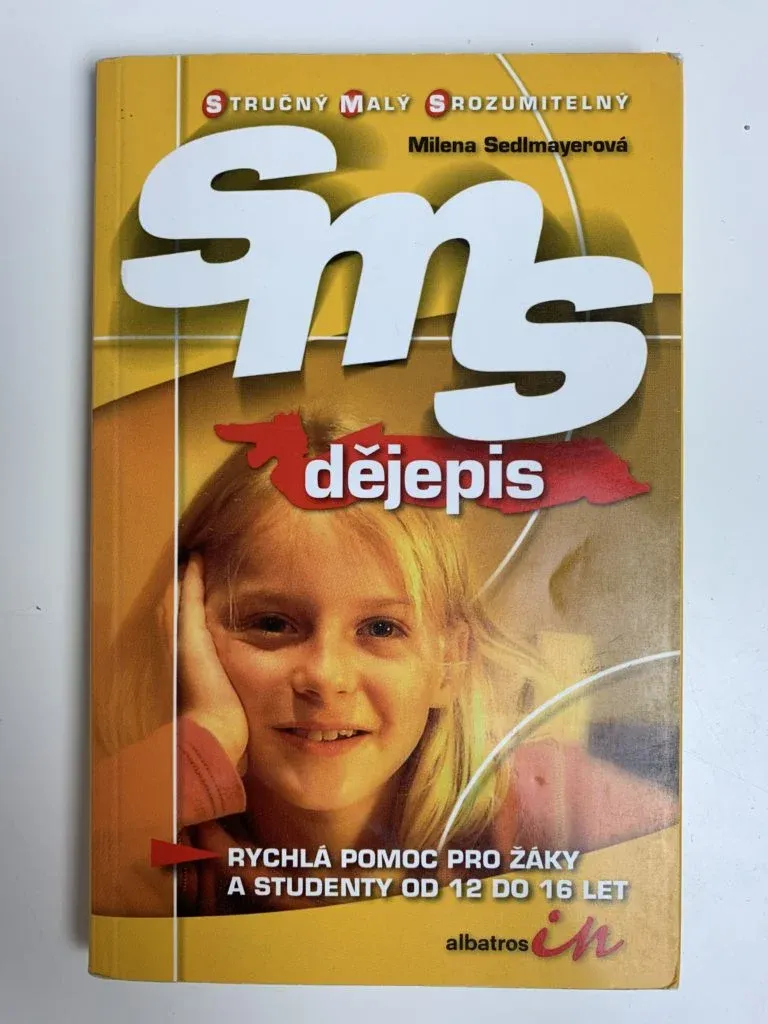 STRUČNÝ MALÝ SROZUMITELNÝ
Milena Sedlmayerová
sms
dějepis
RYCHLÁ POMOC PRO ŽÁKY
A STUDENTY OD 12 DO 16 LET
albatros in